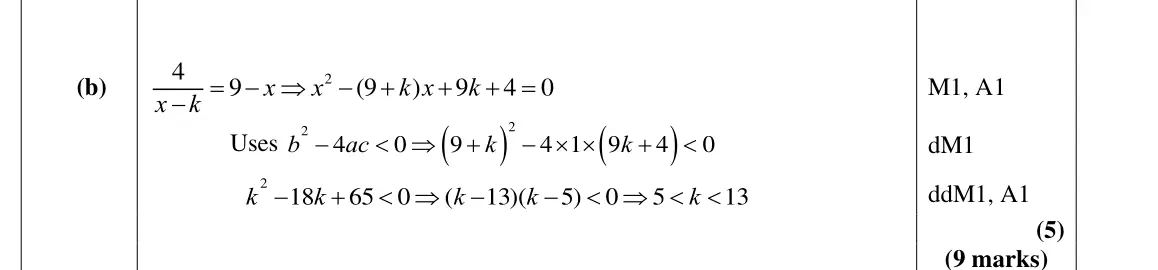 (b) 4/(x − k) = 9 − x ⇒ x² − (9 + k)x + 9k + 4 = 0 M1, A1
Uses b² − 4ac < 0 ⇒ (9 + k)² − 4 × 1 × (9k + 4) < 0 dM1
k² − 18k + 65 < 0 ⇒ (k − 13)(k − 5) < 0 ⇒ 5 < k < 13 ddM1, A1
(5)
(9 marks)